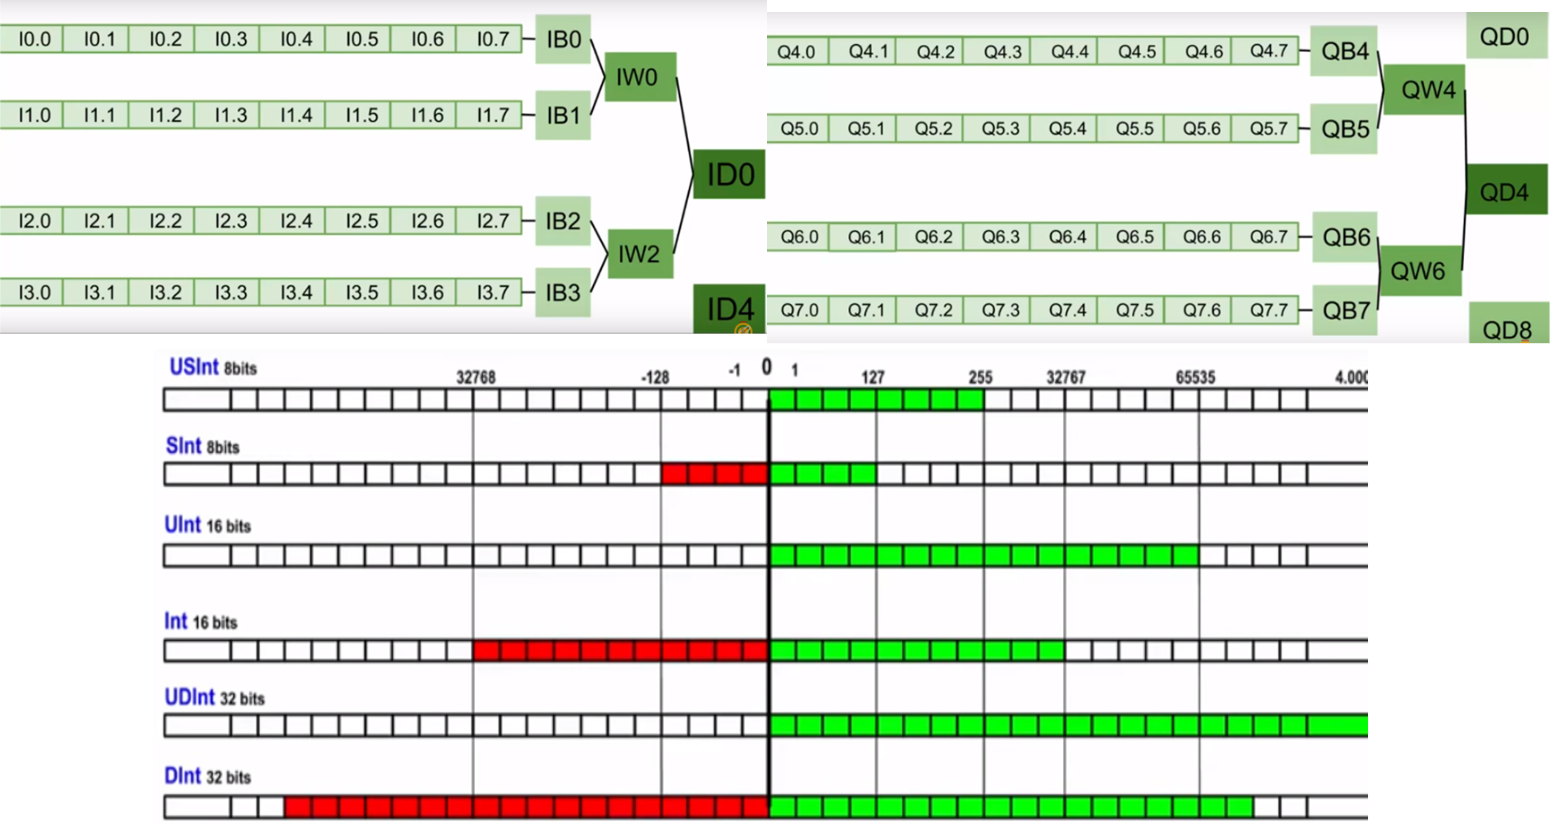 I0.0 I0.1 I0.2 I0.3 I0.4 I0.5 I0.6 I0.7 IB0
IW0
I1.0 I1.1 I1.2 I1.3 I1.4 I1.5 I1.6 I1.7 IB1
ID0
I2.0 I2.1 I2.2 I2.3 I2.4 I2.5 I2.6 I2.7 IB2
IW2
I3.0 I3.1 I3.2 I3.3 I3.4 I3.5 I3.6 I3.7 IB3
ID4
QD0
Q4.0 Q4.1 Q4.2 Q4.3 Q4.4 Q4.5 Q4.6 Q4.7 QB4
QW4
Q5.0 Q5.1 Q5.2 Q5.3 Q5.4 Q5.5 Q5.6 Q5.7 QB5
QD4
Q6.0 Q6.1 Q6.2 Q6.3 Q6.4 Q6.5 Q6.6 Q6.7 QB6
QW6
Q7.0 Q7.1 Q7.2 Q7.3 Q7.4 Q7.5 Q7.6 Q7.7 QB7
QD8
USInt 8bits
32768 -128 -1 0 1 127 255 32767 65535 4.000
SInt 8bits
UInt 16 bits
Int 16 bits
UDInt 32 bits
DInt 32 bits